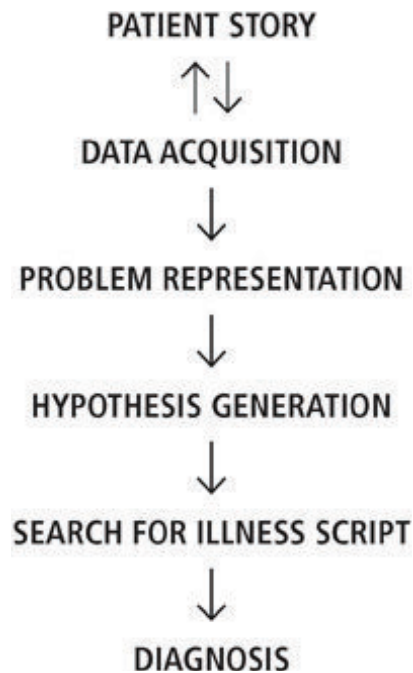 PATIENT STORY
DATA ACQUISITION
PROBLEM REPRESENTATION
HYPOTHESIS GENERATION
SEARCH FOR ILLNESS SCRIPT
DIAGNOSIS